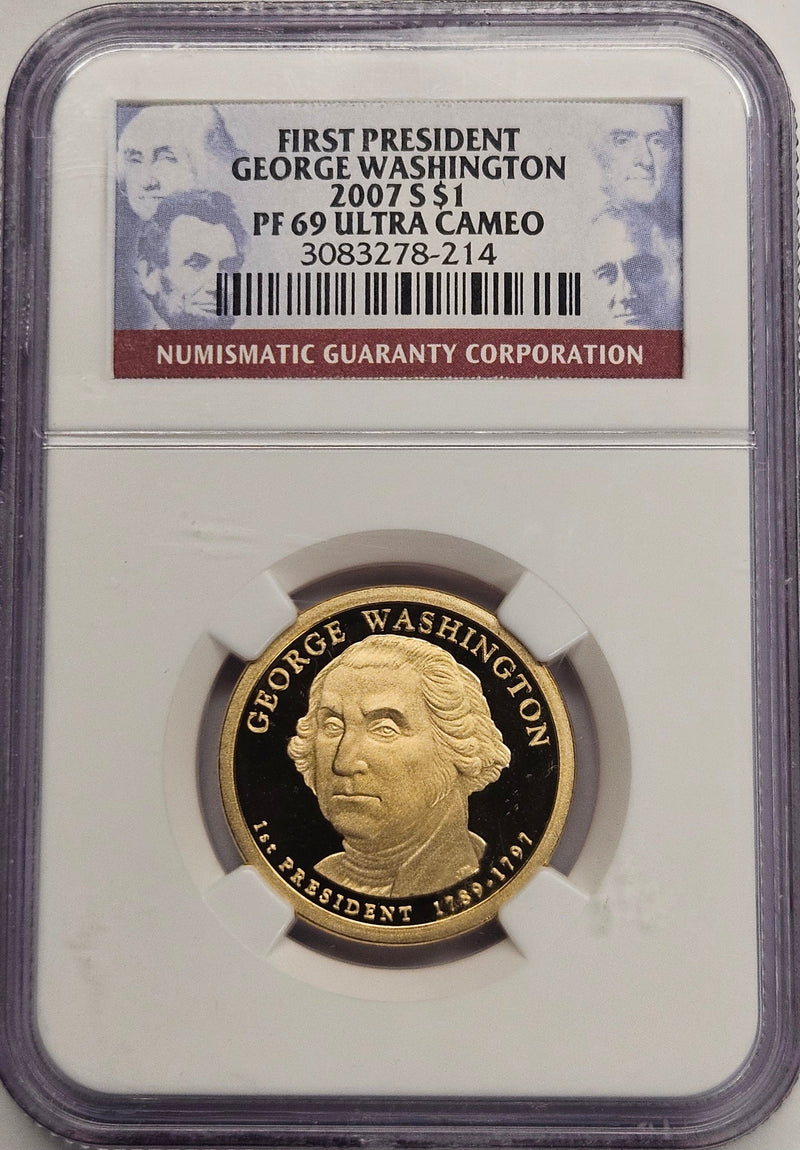 FIRST PRESIDENT
GEORGE WASHINGTON
2007 S $1
PF 69 ULTRA CAMEO
3083278-214
NUMISMATIC GUARANTY CORPORATION
GEORGE WASHINGTON
1st PRESIDENT 1789-1797